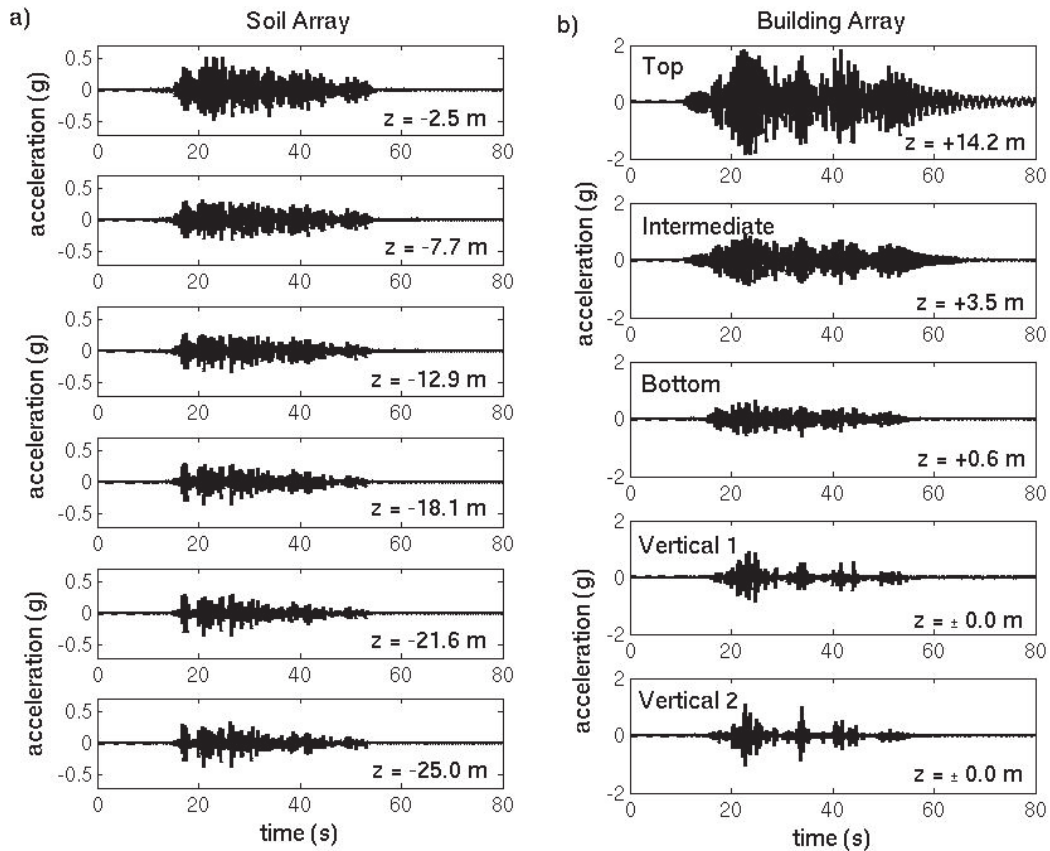 a)
Soil Array
acceleration (g)
0.5
0
-0.5
z = -2.5 m
0 20 40 60 80
0.5
0
-0.5
z = -7.7 m
0 20 40 60 80
acceleration (g)
0.5
0
-0.5
z = -12.9 m
0 20 40 60 80
0.5
0
-0.5
z = -18.1 m
0 20 40 60 80
acceleration (g)
0.5
0
-0.5
z = -21.6 m
0 20 40 60 80
0.5
0
-0.5
z = -25.0 m
0 20 40 60 80
time (s)
b)
Building Array
acceleration (g)
2
0
-2
Top
z = +14.2 m
0 20 40 60 80
2
0
-2
Intermediate
z = +3.5 m
0 20 40 60 80
2
0
-2
Bottom
z = +0.6 m
0 20 40 60 80
acceleration (g)
2
0
-2
Vertical 1
z = ± 0.0 m
0 20 40 60 80
2
0
-2
Vertical 2
z = ± 0.0 m
0 20 40 60 80
time (s)